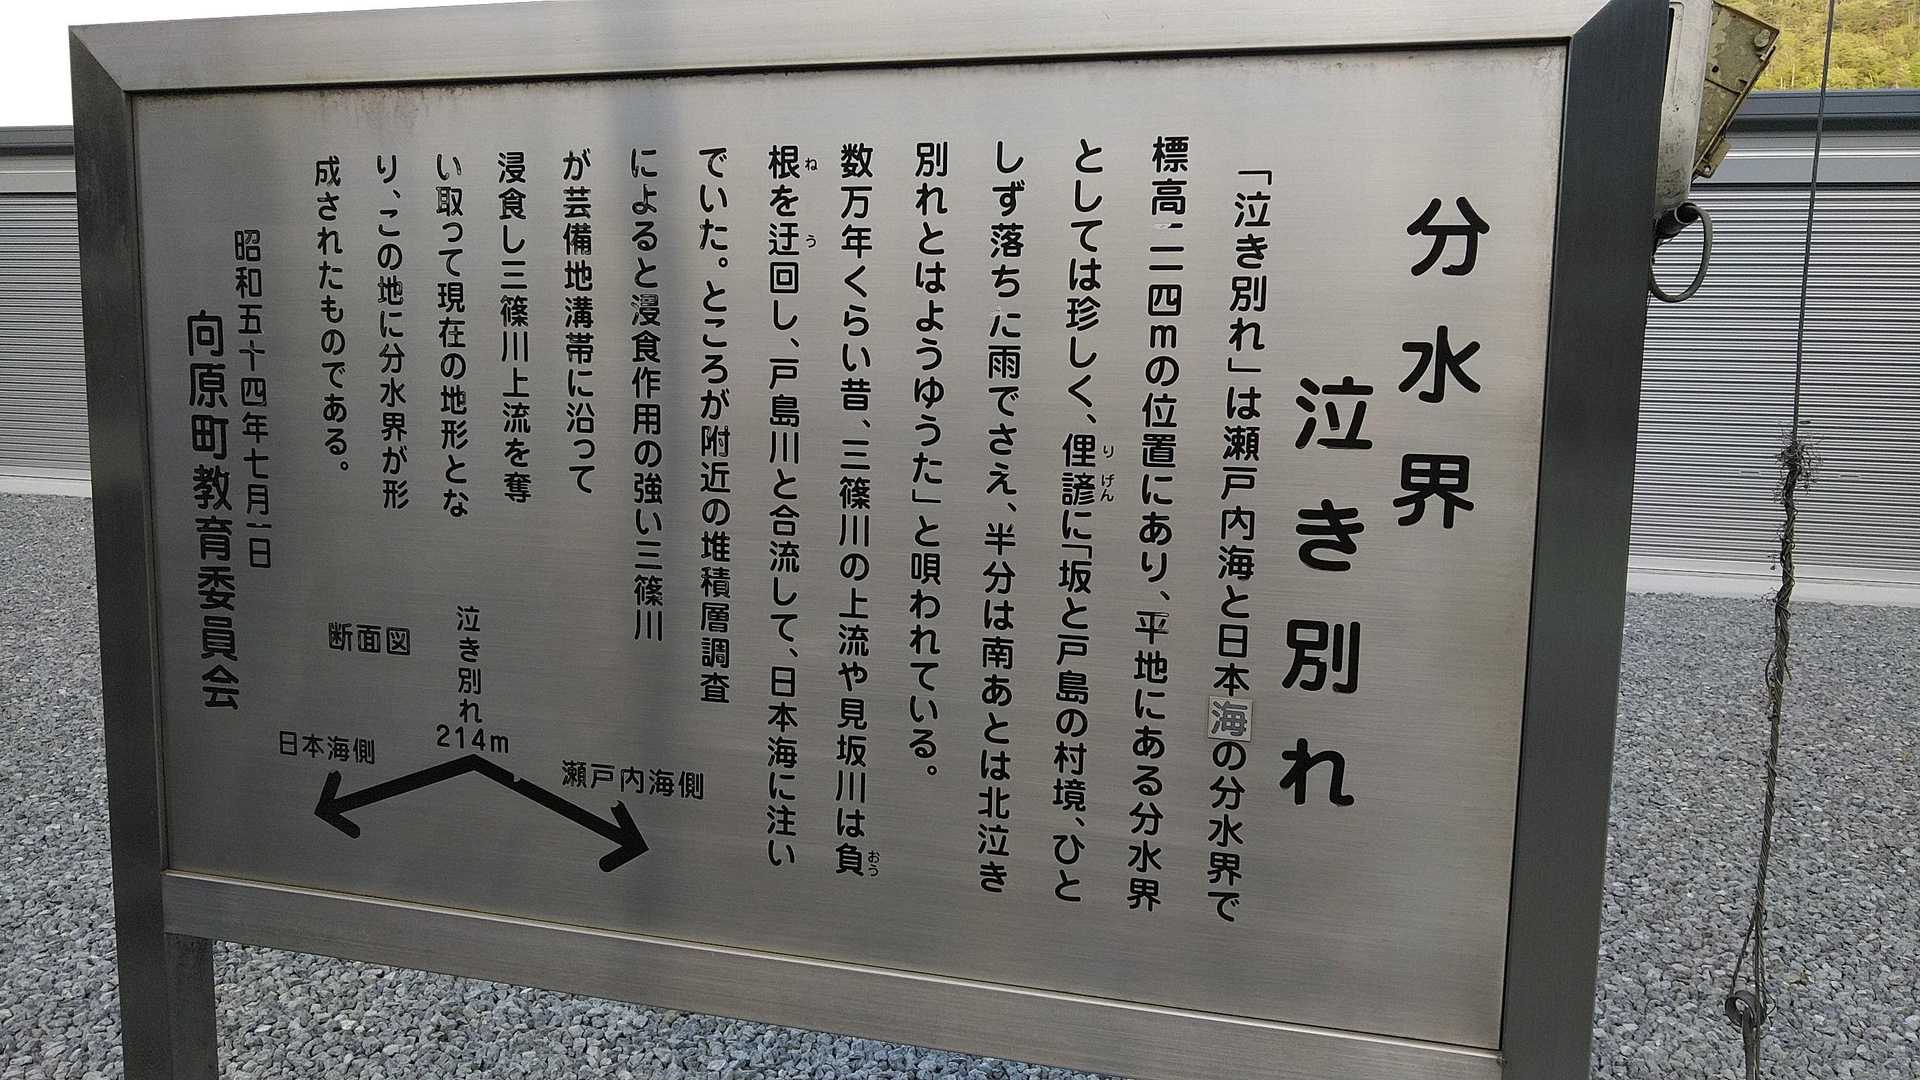 分水界
泣き別れ
「泣き別れ」は瀬戸内海と日本海の分水界で
標高二一四mの位置にあり、平地にある分水界
としては珍しく、俚諺に「坂と戸島の村境、ひと
りげん
しず落ちた雨でさえ、半分は南あとは北泣き
別れとはようゆうた」と唄われている。
数万年くらい昔、三篠川の上流や見坂川は負
おう
根を迂回し、戸島川と合流して、日本海に注い
ね
う
でいた。ところが附近の堆積層調査
によると浸食作用の強い三篠川
が芸備地溝帯に沿って
浸食し三篠川上流を奪
い取って現在の地形とな
り、この地に分水界が形
成されたものである。
昭和五十四年七月一日
向原町教育委員会
断面図
泣き別れ
214m
日本海側
瀬戸内海側